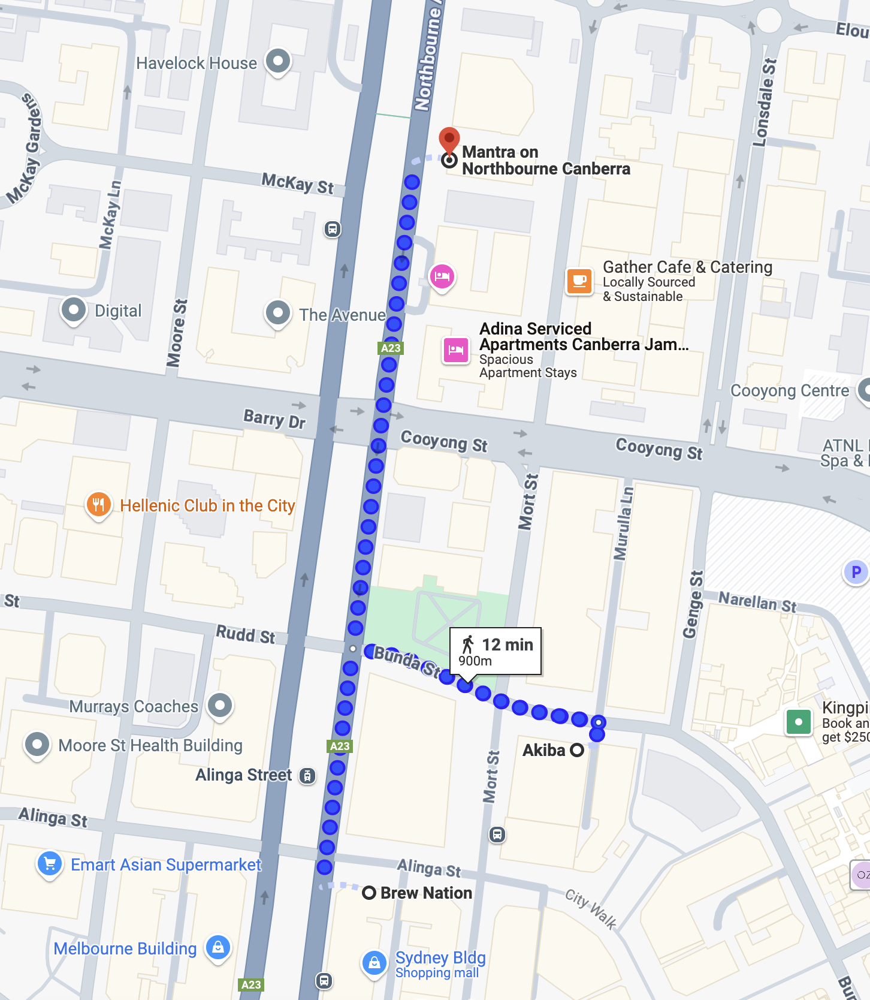 Northbourne A
Elou
Havelock House
Lonsdale St
McKay Gardens
Mantra on
Northbourne Canberra
McKay St
McKay Ln
Gather Cafe & Catering
Locally Sourced
& Sustainable
Digital
The Avenue
Moore St
Adina Serviced
Apartments Canberra Jam...
Spacious
Apartment Stays
A23
Cooyong Centre
Barry Dr
Cooyong St
Cooyong St
ATNL
Spa &
Mort St
Hellenic Club in the City
Murulla Ln
P
Genge St
Narellan St
St
Rudd St
Bunda St
12 min
900m
Murrays Coaches
Kingpi
Book an
get $250
Moore St Health Building
A23
Akiba
Alinga Street
Mort St
Alinga St
Emart Asian Supermarket
Alinga St
OZ
Brew Nation
City Walk
Melbourne Building
Sydney Bldg
Shopping mall
A23
Bun